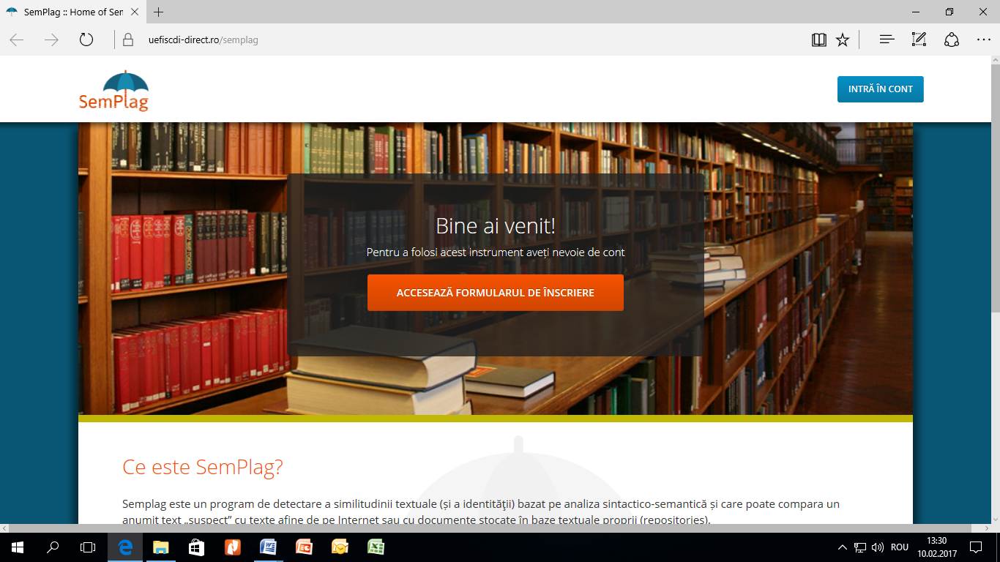 SemPlag :: Home of Sem
uefiscdi-direct.ro/semplag
SemPlag
INTRĂ ÎN CONT
Bine ai venit!
Pentru a folosi acest instrument aveți nevoie de cont
ACCESEAZĂ FORMULARUL DE ÎNSCRIERE
Ce este SemPlag?
Semplag este un program de detectare a similitudinii textuale (și a identităţii) bazat pe analiza sintactico-semantică și care poate compara un
anumit text „suspect” cu texte afine de pe Internet sau cu documente stocate în baze textuale proprii (repositories).
ROU
13:30
10.02.2017